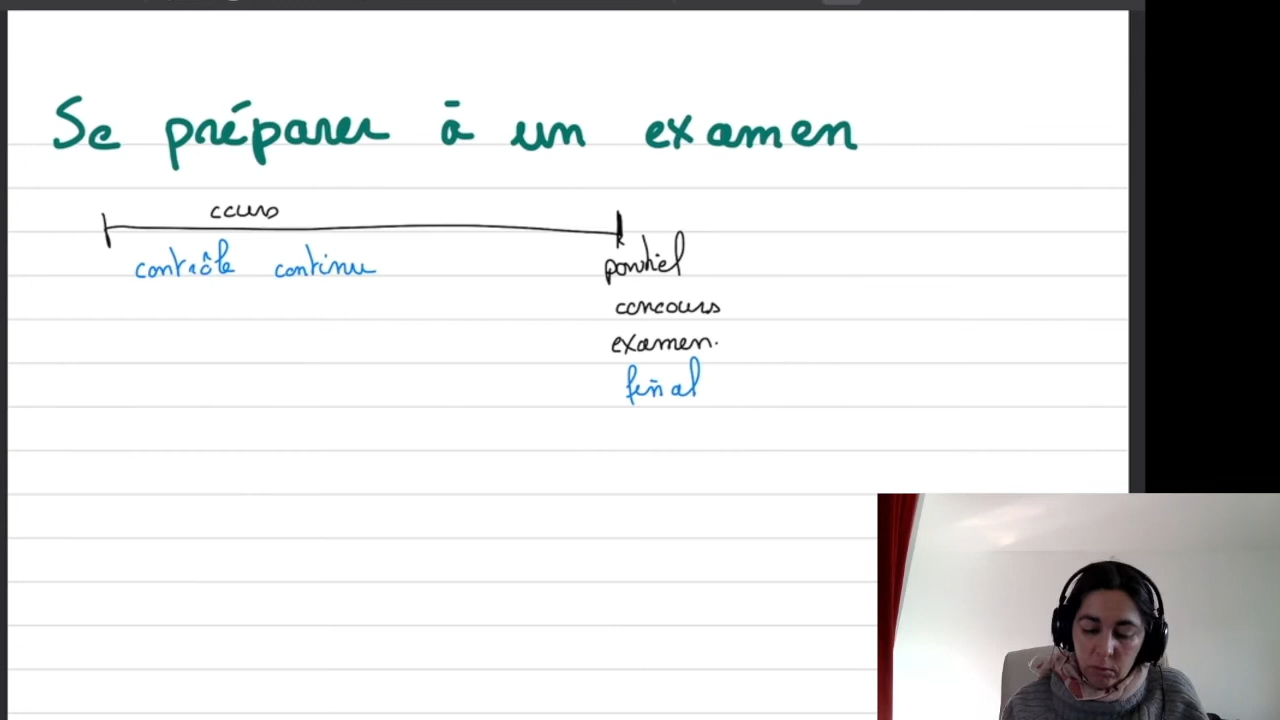 Se préparer à un examen
cours
contrôle continu
partiel
concours
examen.
final